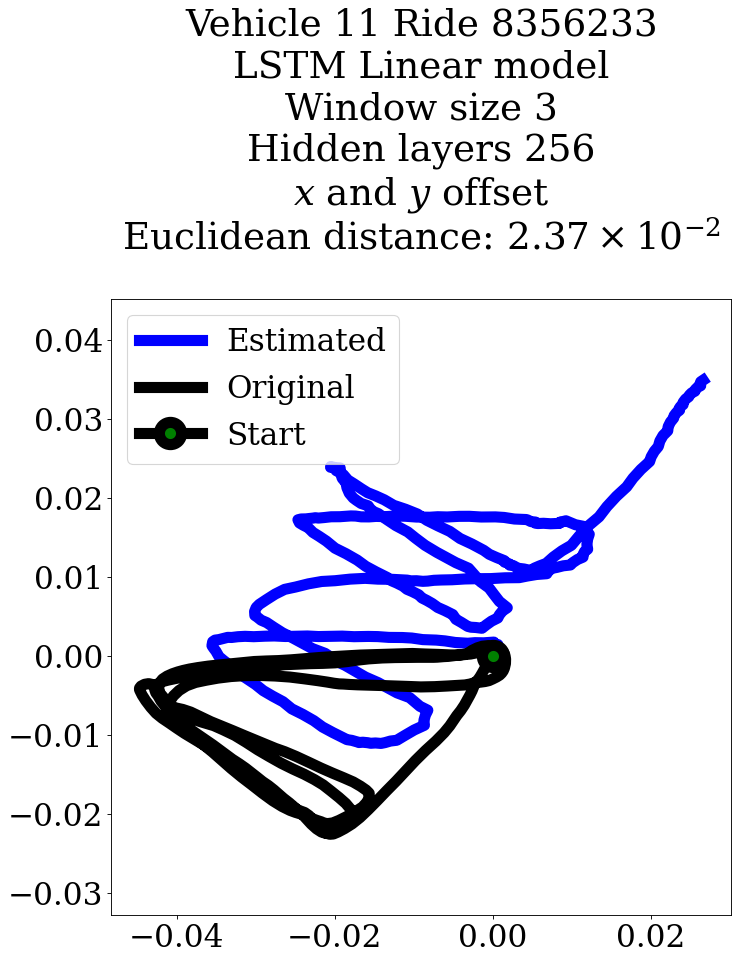 Vehicle 11 Ride 8356233
LSTM Linear model
Window size 3
Hidden layers 256
x and y offset
Euclidean distance: 2.37 × 10⁻²
Estimated
Original
Start
0.04
0.03
0.02
0.01
0.00
−0.01
−0.02
−0.03
−0.04
−0.02
0.00
0.02